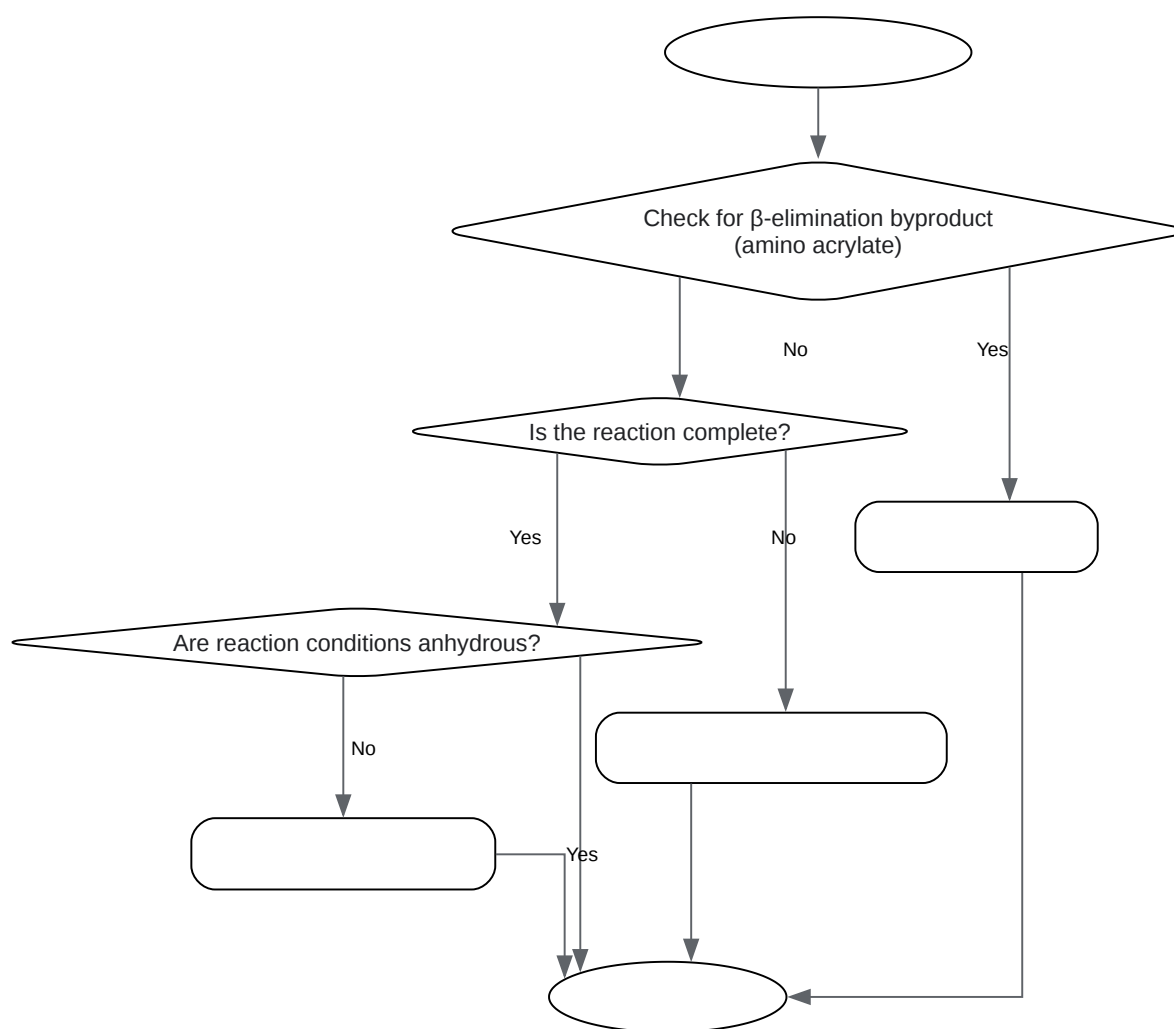 Check for β-elimination byproduct
(amino acrylate)
No
Yes
Is the reaction complete?
Yes
No
Are reaction conditions anhydrous?
No
Yes